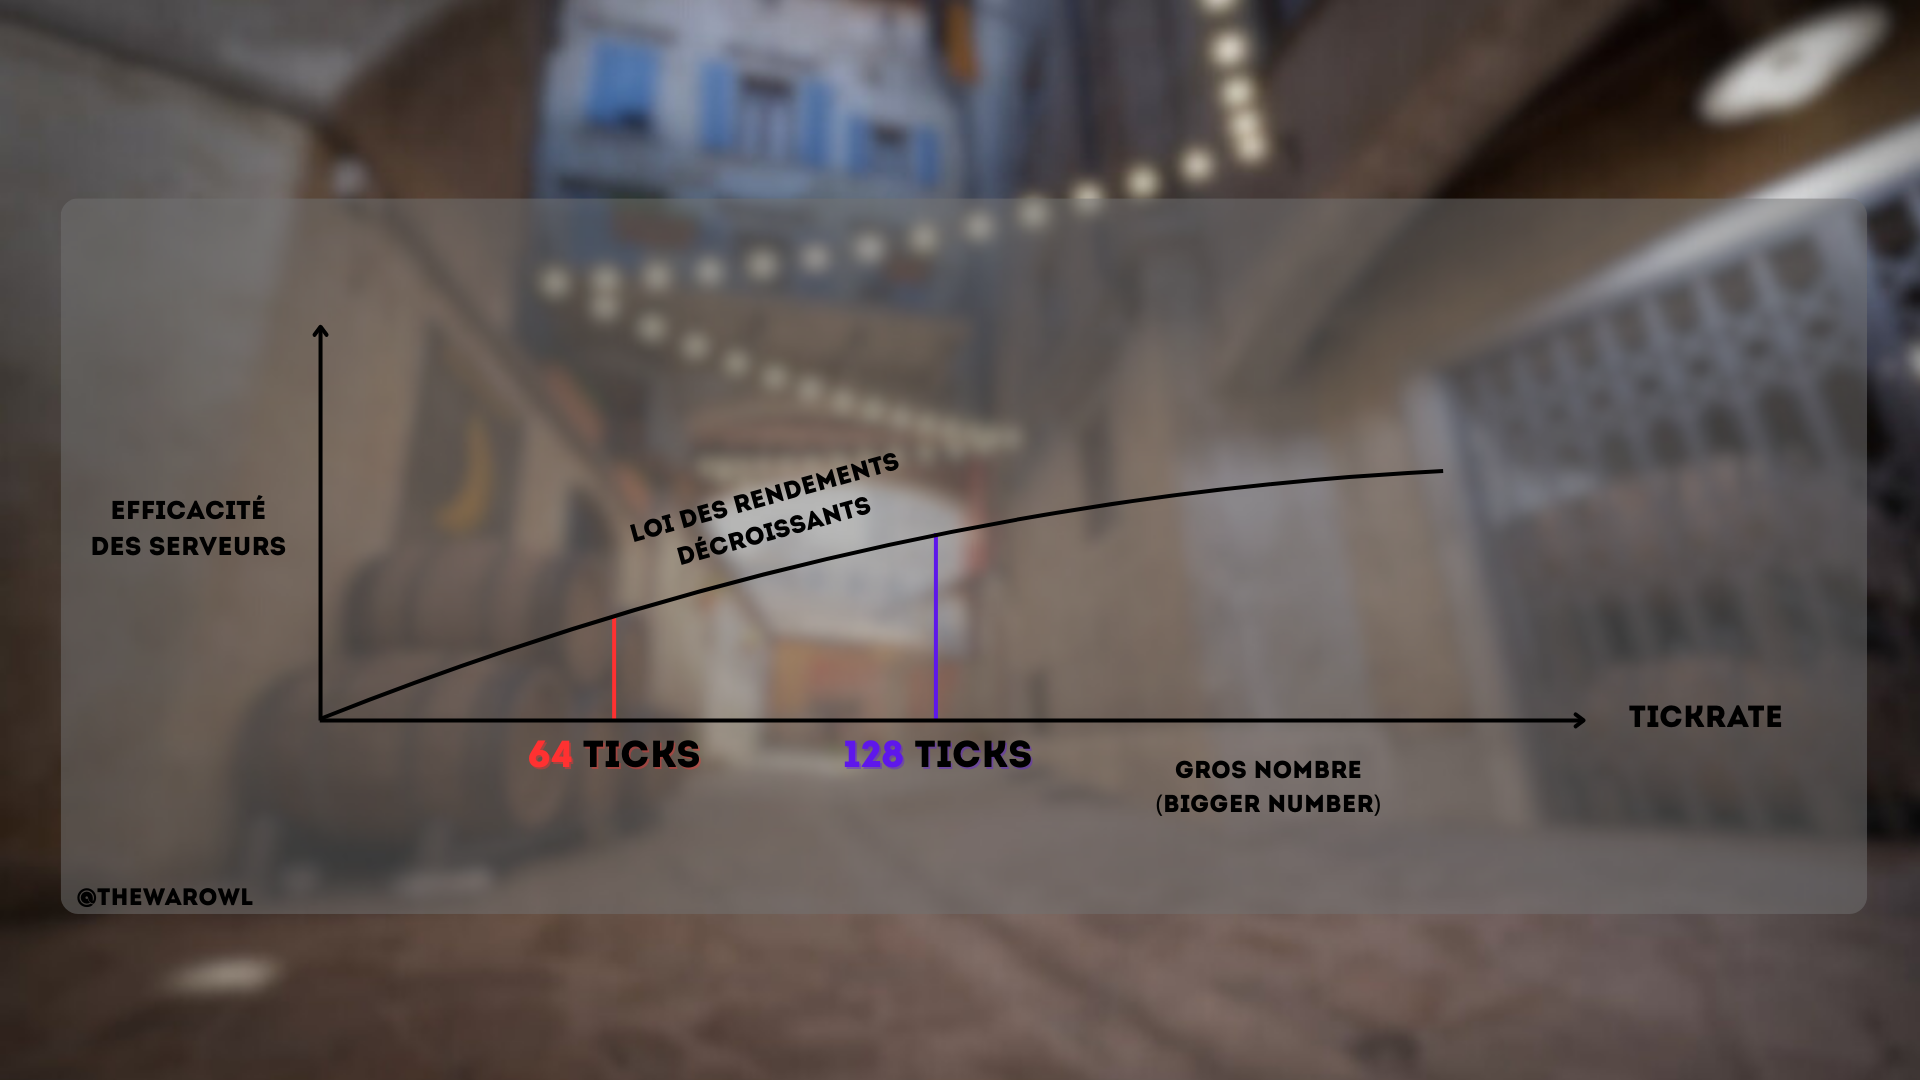 LOI DES RENDEMENTS
DÉCROISSANTS
EFFICACITÉ
DES SERVEURS
TICKRATE
64 TICKS
128 TICKS
GROS NOMBRE
(BIGGER NUMBER)
@THEWAROWL